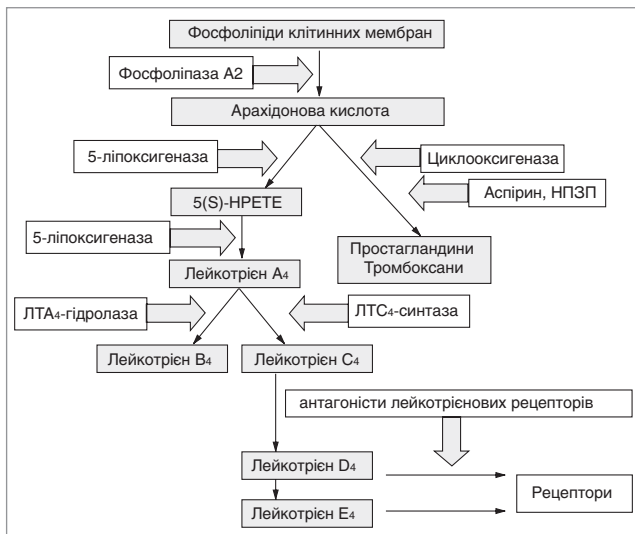 Фосфоліпіди клітинних мембран
Фосфоліпаза А2
Арахідонова кислота
5-ліпоксигеназа
Циклооксигеназа
Аспірин, НПЗП
5(S)-HPETE
5-ліпоксигеназа
Простагландини
Тромбоксани
Лейкотрієн А4
ЛТА4-гідролаза
ЛТС4-синтаза
Лейкотрієн В4
Лейкотрієн С4
антагоністи лейкотрієнових рецепторів
Лейкотрієн D4
Рецептори
Лейкотрієн Е4